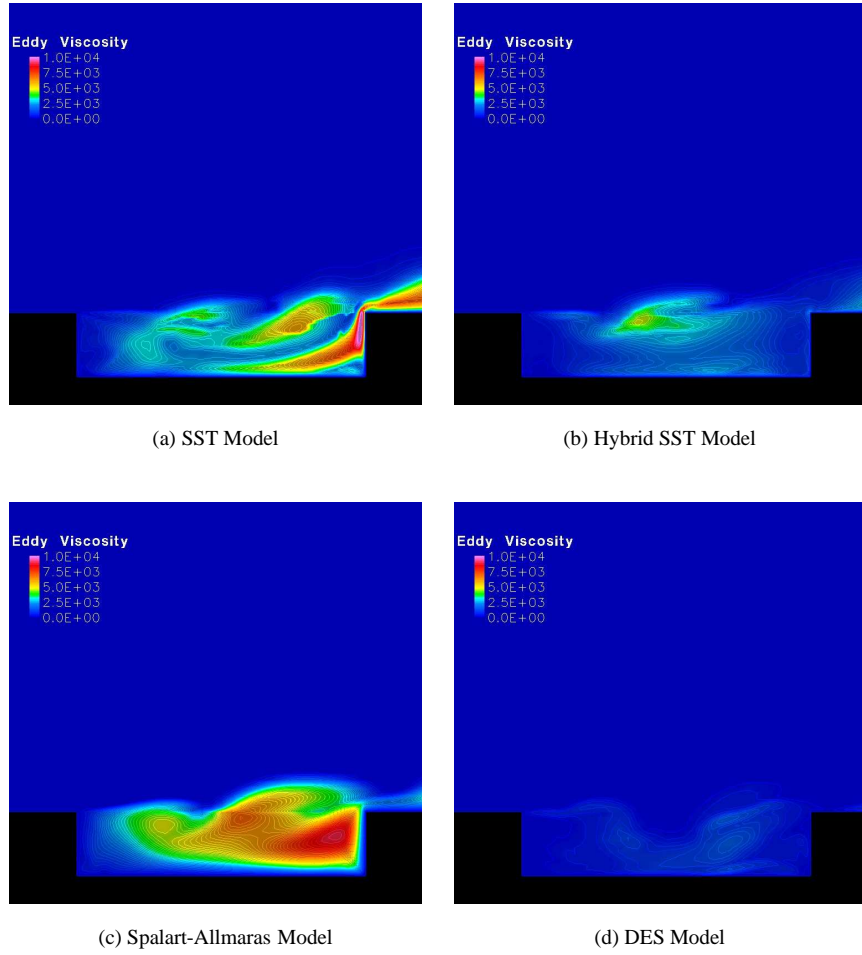 Eddy Viscosity
1.0E+04
7.5E+03
5.0E+03
2.5E+03
0.0E+00
Eddy Viscosity
1.0E+04
7.5E+03
5.0E+03
2.5E+03
0.0E+00
(a) SST Model
(b) Hybrid SST Model
Eddy Viscosity
1.0E+04
7.5E+03
5.0E+03
2.5E+03
0.0E+00
Eddy Viscosity
1.0E+04
7.5E+03
5.0E+03
2.5E+03
0.0E+00
(c) Spalart-Allmaras Model
(d) DES Model